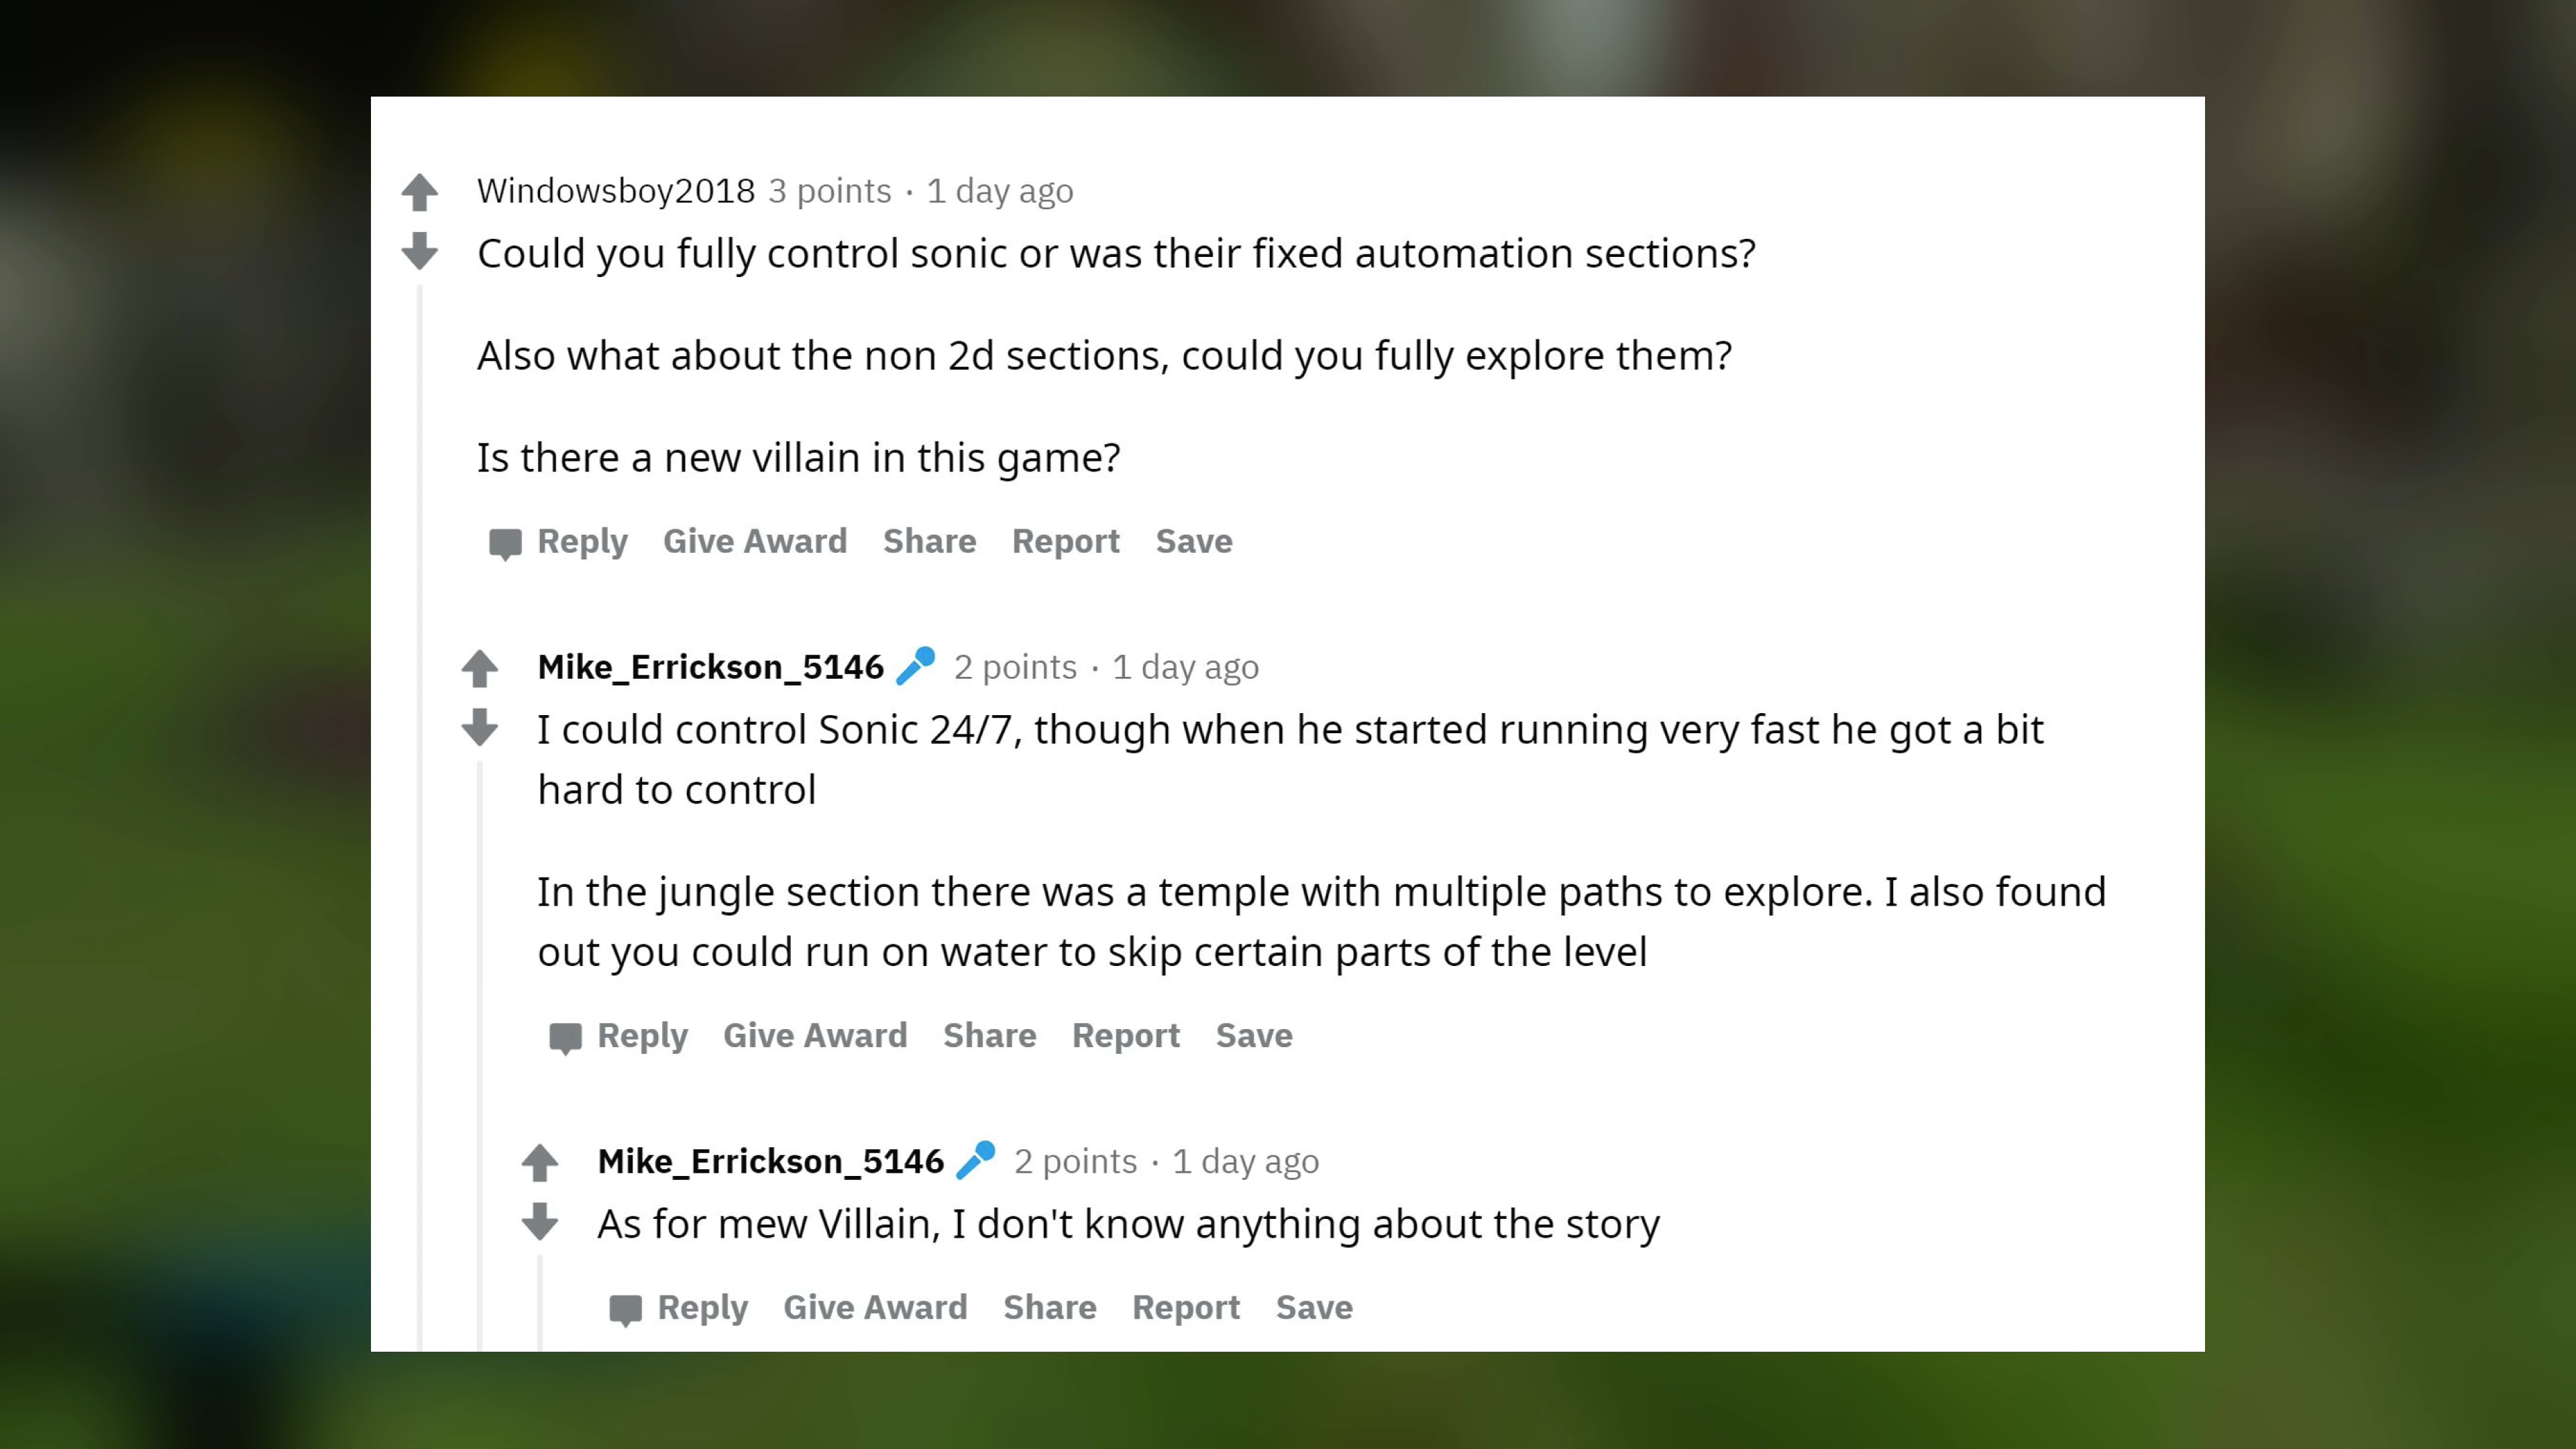 Windowsboy2018 3 points · 1 day ago
Could you fully control sonic or was their fixed automation sections?
Also what about the non 2d sections, could you fully explore them?
Is there a new villain in this game?
Reply Give Award Share Report Save
Mike_Errickson_5146 2 points · 1 day ago
I could control Sonic 24/7, though when he started running very fast he got a bit
hard to control
In the jungle section there was a temple with multiple paths to explore. I also found
out you could run on water to skip certain parts of the level
Reply Give Award Share Report Save
Mike_Errickson_5146 2 points · 1 day ago
As for mew Villain, I don't know anything about the story
Reply Give Award Share Report Save